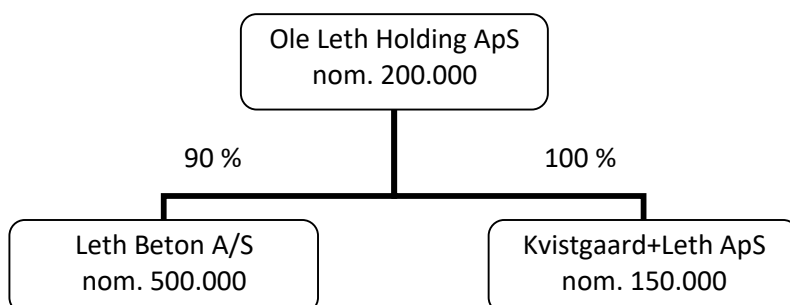 Ole Leth Holding ApS
nom. 200.000
90 %
100 %
Leth Beton A/S
nom. 500.000
Kvistgaard+Leth ApS
nom. 150.000